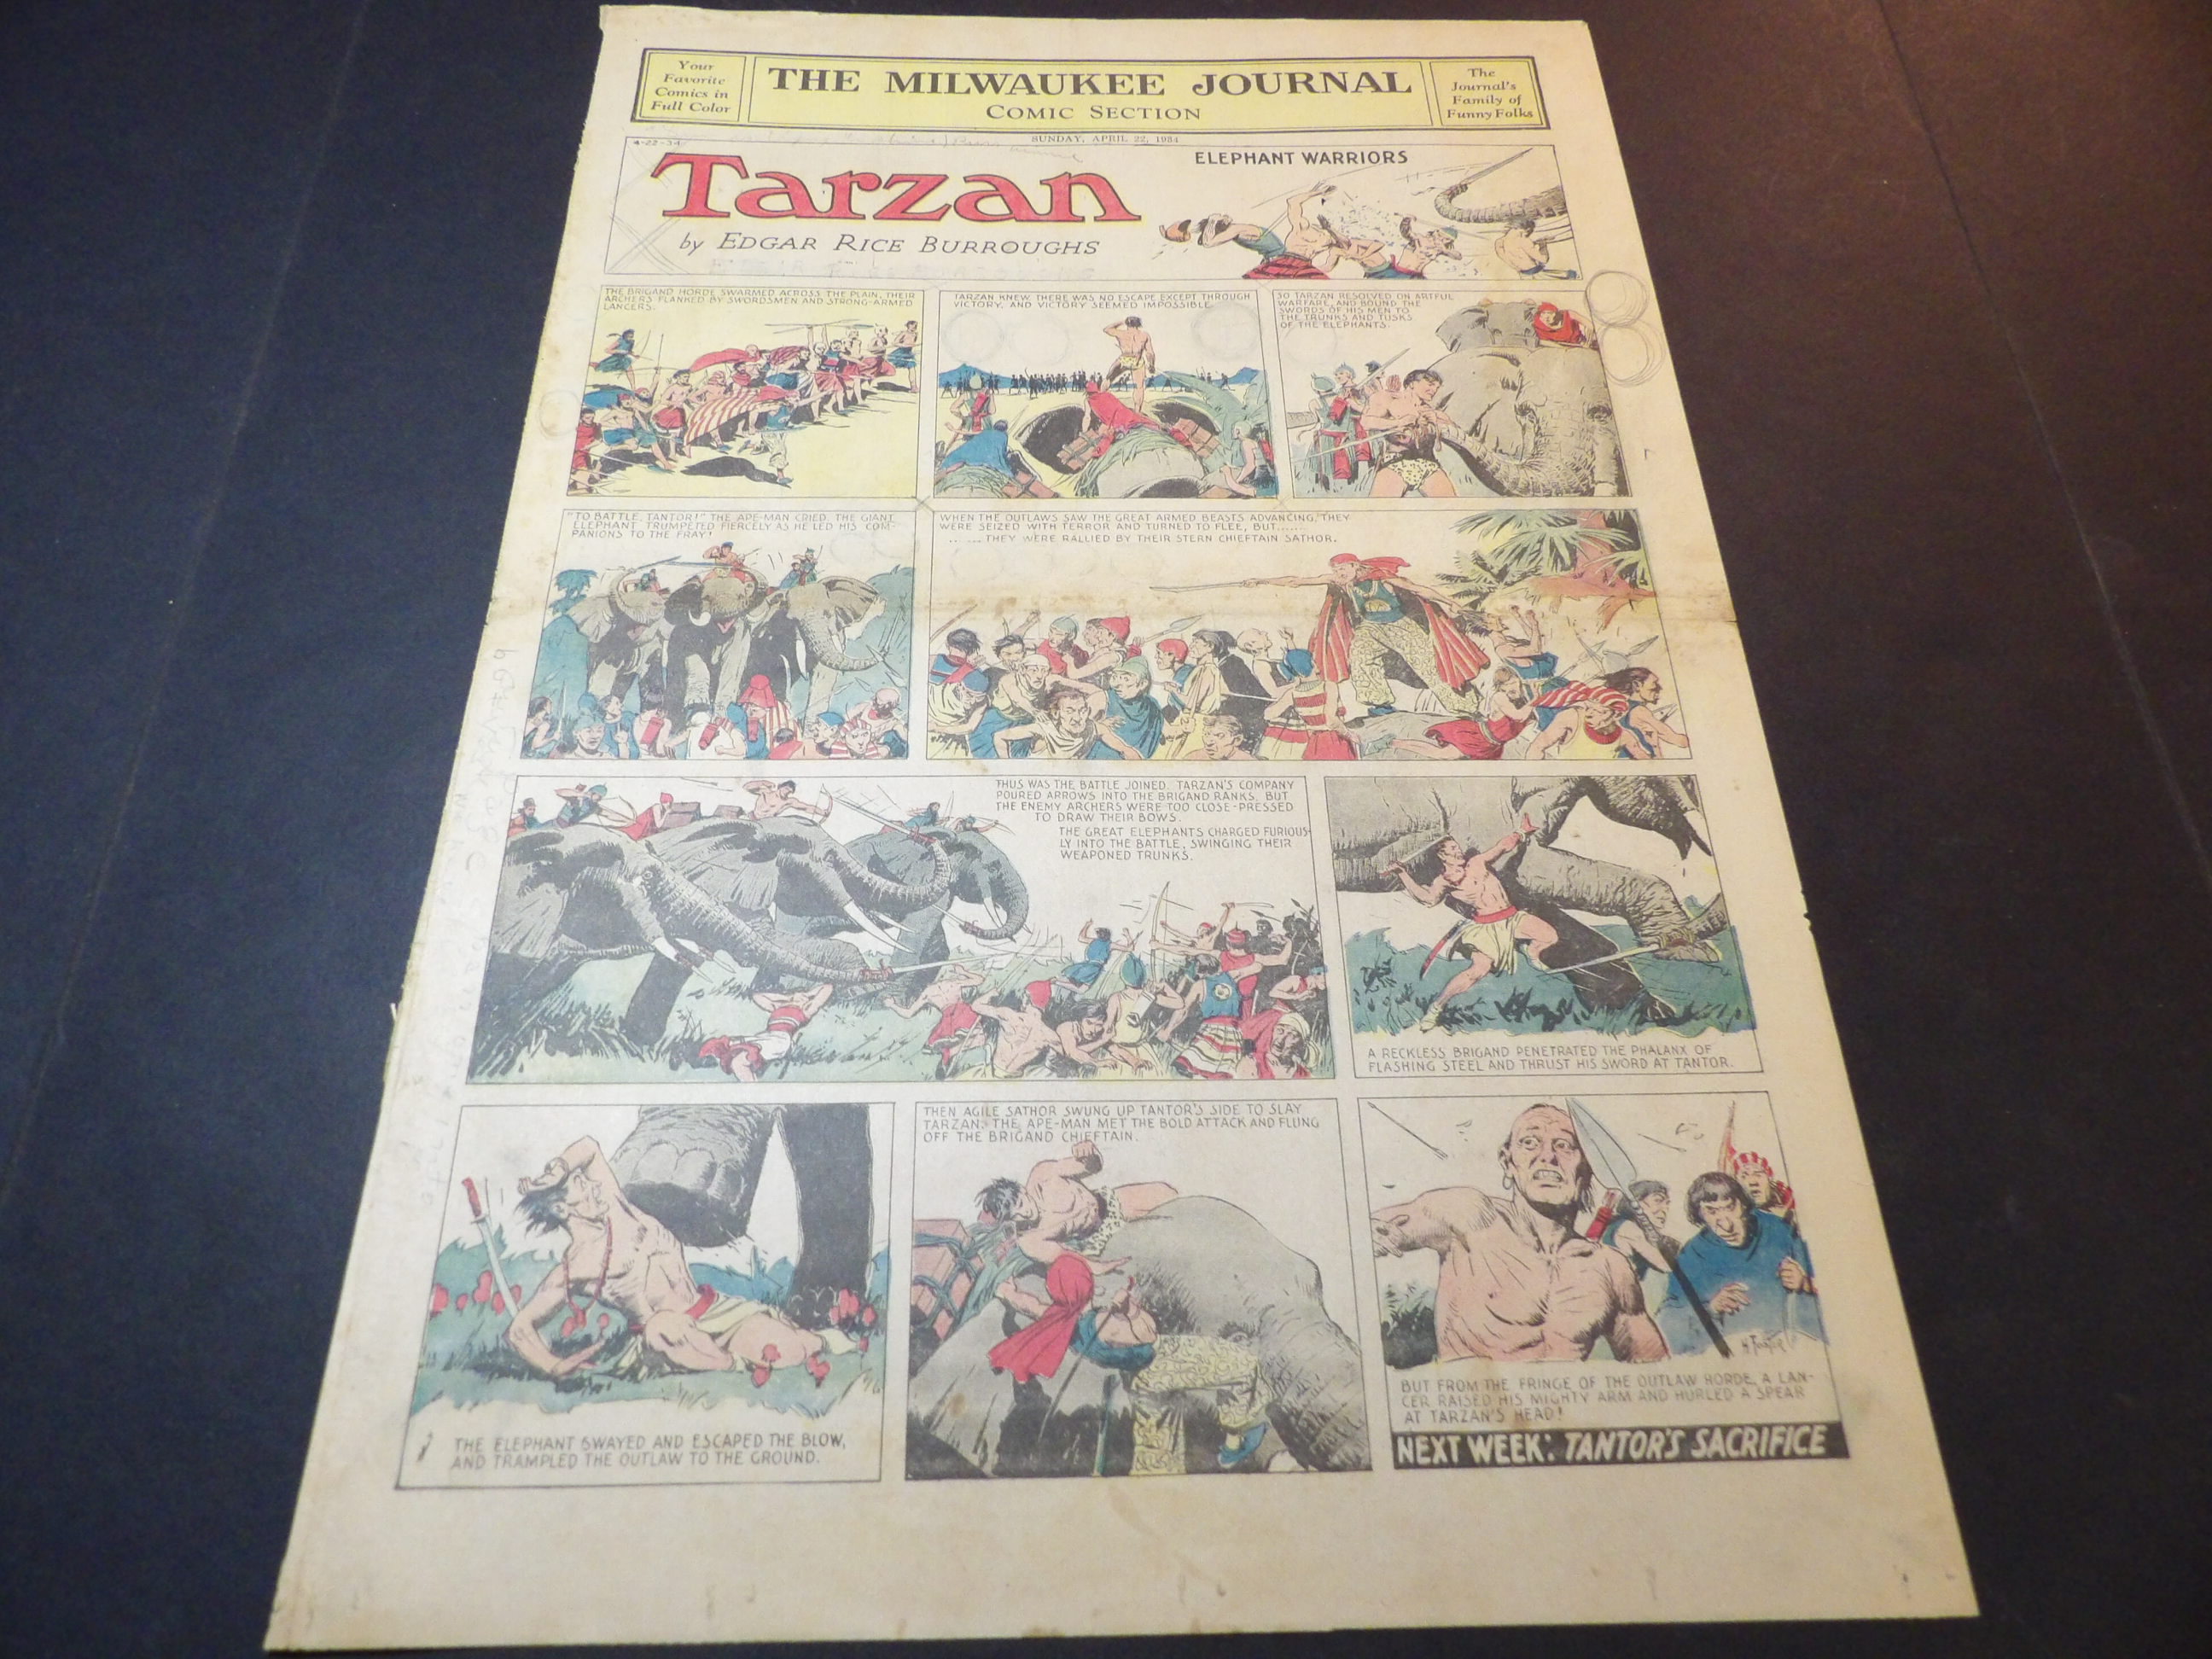 Your
Favorite
Comics in
Full Color
THE MILWAUKEE JOURNAL
COMIC SECTION
The
Journal's
Family of
Funny Folks
SUNDAY, APRIL 22, 1934
4-22-34
Tarzan
by EDGAR RICE BURROUGHS
ELEPHANT WARRIORS
THE BRIGAND HORDE SWARMED ACROSS THE PLAIN, THEIR
ARCHERS FLANKED BY SWORDSMEN AND STRONG-ARMED
LANCERS.
TARZAN KNEW THERE WAS NO ESCAPE EXCEPT THROUGH
VICTORY, AND VICTORY SEEMED IMPOSSIBLE.
SO TARZAN RESOLVED ON ARTFUL
WARFARE, AND BOUND THE
SWORDS OF HIS MEN TO
THE TRUNKS AND TUSKS
OF THE ELEPHANTS.
"TO BATTLE, TANTOR!" THE APE-MAN CRIED. THE GIANT
ELEPHANT TRUMPETED FIERCELY AS HE LED HIS COM-
PANIONS TO THE FRAY!
WHEN THE OUTLAWS SAW THE GREAT ARMED BEASTS ADVANCING, THEY
WERE SEIZED WITH TERROR AND TURNED TO FLEE, BUT......
......THEY WERE RALLIED BY THEIR STERN CHIEFTAIN SATHOR.
THUS WAS THE BATTLE JOINED. TARZAN'S COMPANY
POURED ARROWS INTO THE BRIGAND RANKS, BUT
THE ENEMY ARCHERS WERE TOO CLOSE-PRESSED
TO DRAW THEIR BOWS.
THE GREAT ELEPHANTS CHARGED FURIOUS-
LY INTO THE BATTLE, SWINGING THEIR
WEAPONED TRUNKS.
A RECKLESS BRIGAND PENETRATED THE PHALANX OF
FLASHING STEEL AND THRUST HIS SWORD AT TANTOR.
THE ELEPHANT SWAYED AND ESCAPED THE BLOW,
AND TRAMPLED THE OUTLAW TO THE GROUND.
THEN AGILE SATHOR SWUNG UP TANTOR'S SIDE TO SLAY
TARZAN. THE APE-MAN MET THE BOLD ATTACK AND FLUNG
OFF THE BRIGAND CHIEFTAIN.
H FOSTER
BUT FROM THE FRINGE OF THE OUTLAW HORDE, A LAN-
CER RAISED HIS MIGHTY ARM AND HURLED A SPEAR
AT TARZAN'S HEAD!
NEXT WEEK: TANTOR'S SACRIFICE